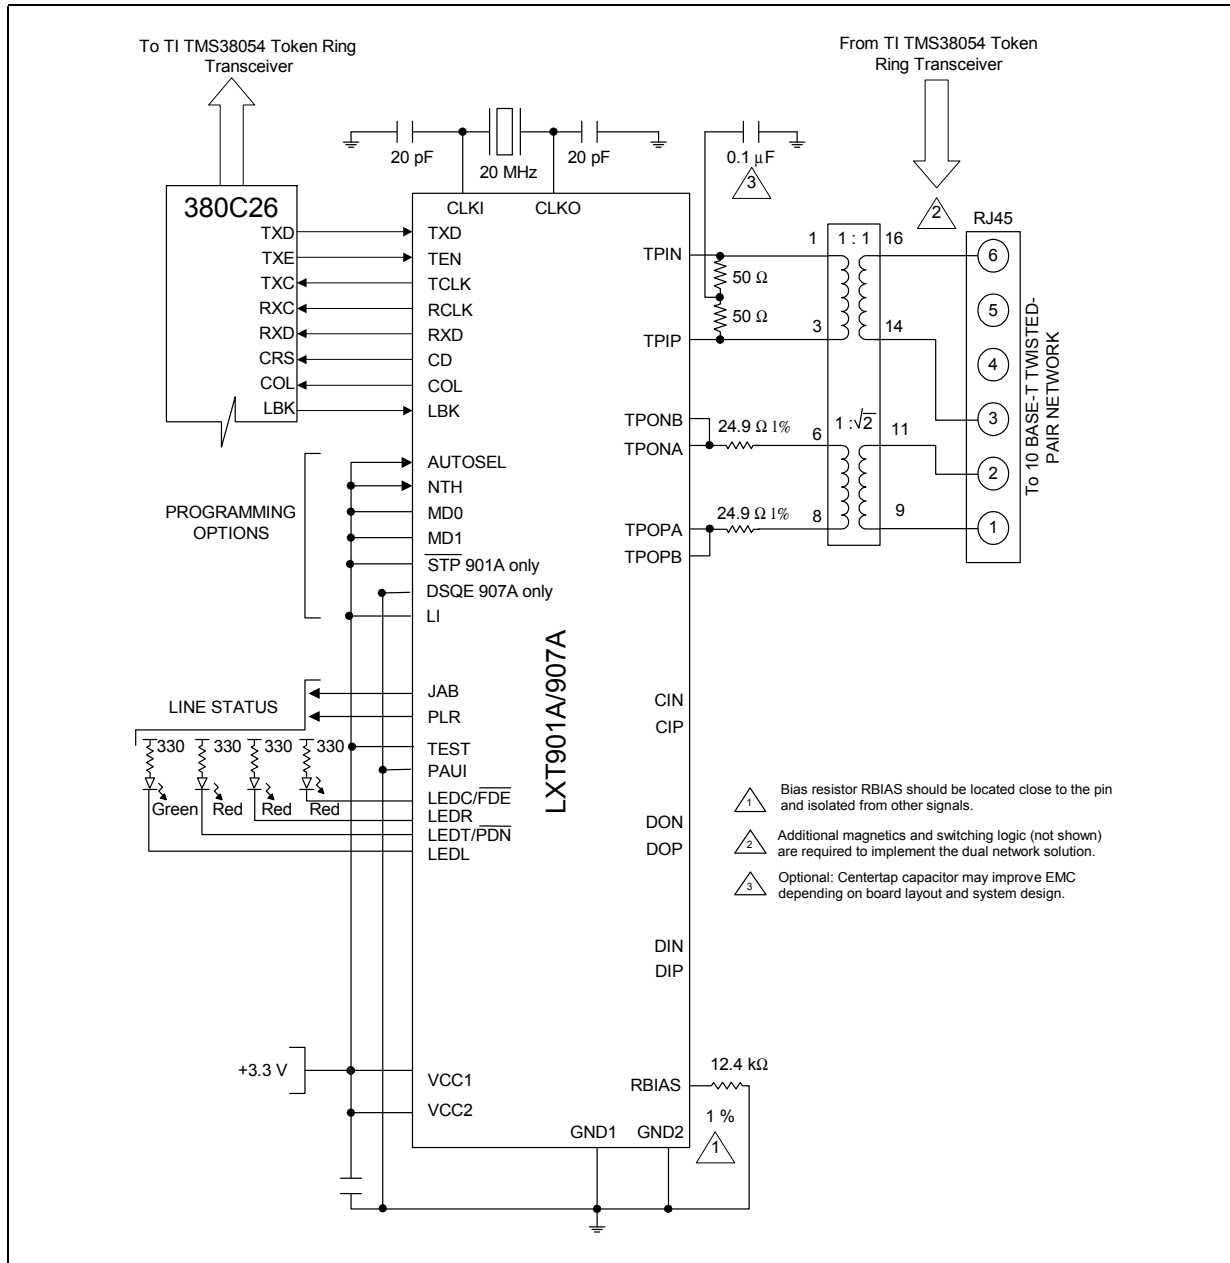 To TI TMS38054 Token Ring
Transceiver
From TI TMS38054 Token
Ring Transceiver
20 pF
20 MHz
20 pF
0.1 μF
3
2
380C26
TXD
TXE
TXC
RXC
RXD
CRS
COL
LBK
CLKI
CLKO
TXD
TEN
TCLK
RCLK
RXD
CD
COL
LBK
PROGRAMMING
OPTIONS
AUTOSEL
NTH
MD0
MD1
S̅T̅P̅ 901A only
DSQE 907A only
LI
LINE STATUS
JAB
PLR
TEST
PAUI
LEDC/F̅D̅E̅
LEDR
LEDT/P̅D̅N̅
LEDL
330
330
330
330
Green
Red
Red
Red
+3.3 V
VCC1
VCC2
LXT901A/907A
TPIN
TPIP
TPONB
TPONA
TPOPA
TPOPB
CIN
CIP
DON
DOP
DIN
DIP
RBIAS
GND1
GND2
50 Ω
50 Ω
24.9 Ω 1%
24.9 Ω 1%
1
1 : 1
16
3
14
6
1 :√2
11
8
9
RJ45
6
5
4
3
2
1
To 10 BASE-T TWISTED-
PAIR NETWORK
12.4 kΩ
1 %
1
1
Bias resistor RBIAS should be located close to the pin
and isolated from other signals.
2
Additional magnetics and switching logic (not shown)
are required to implement the dual network solution.
3
Optional: Centertap capacitor may improve EMC
depending on board layout and system design.